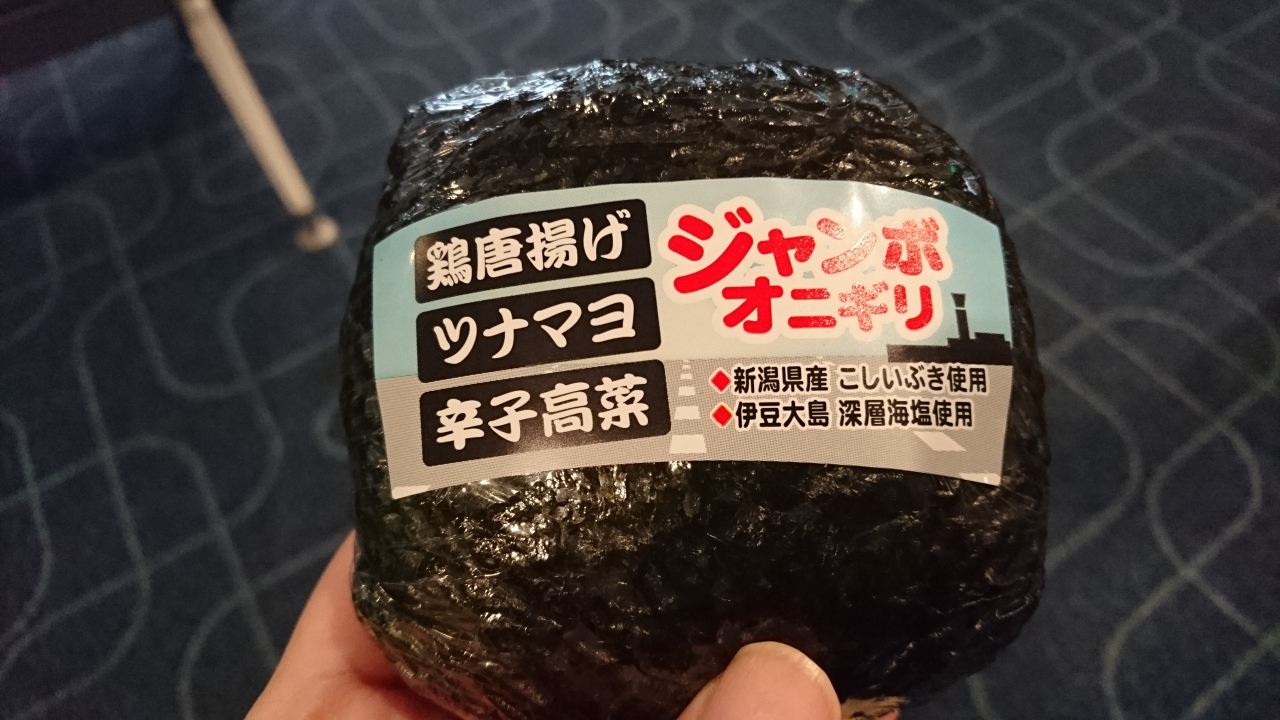 鶏唐揚げ
ツナマヨ
辛子高菜
ジャンボ
オニギリ
◆新潟県産 こしいぶき使用
◆伊豆大島 深層海塩使用